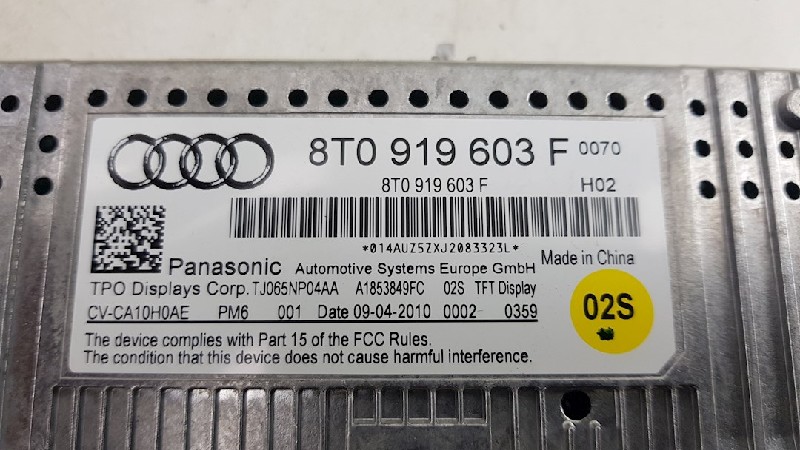 8T0 919 603 F 0070
8T0 919 603 F H02
*014AUZ5ZXJ2083323L*
Panasonic Automotive Systems Europe GmbH Made in China
TPO Displays Corp. TJ065NP04AA A1853849FC 02S TFT Display
CV-CA10H0AE PM6 001 Date 09-04-2010 0002 0359
02S
The device complies with Part 15 of the FCC Rules.
The condition that this device does not cause harmful interference.